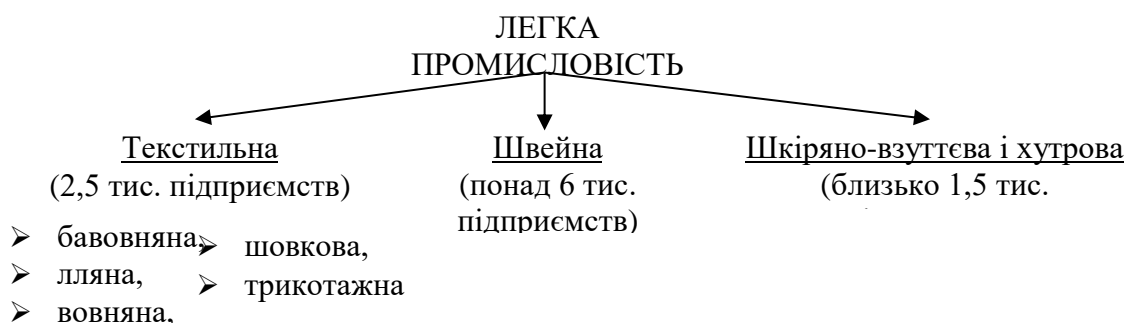 ЛЕГКА
ПРОМИСЛОВІСТЬ
Текстильна
(2,5 тис. підприємств)
Швейна
(понад 6 тис.
підприємств)
Шкіряно-взуттєва і хутрова
(близько 1,5 тис.
➢ бавовняна,
➢ лляна,
➢ вовняна,
➢ шовкова,
➢ трикотажна